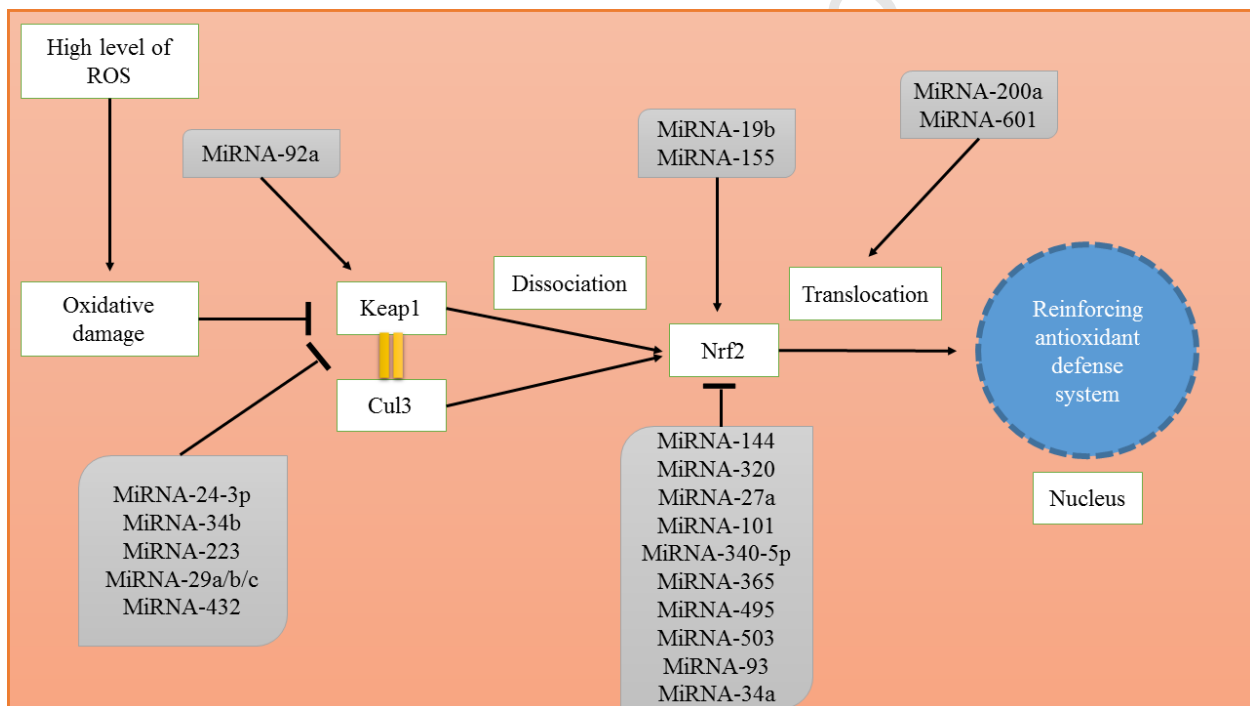 High level of
ROS
MiRNA-92a
MiRNA-19b
MiRNA-155
MiRNA-200a
MiRNA-601
Oxidative
damage
Keap1
Cul3
Dissociation
Nrf2
Translocation
Reinforcing
antioxidant
defense
system
Nucleus
MiRNA-24-3p
MiRNA-34b
MiRNA-223
MiRNA-29a/b/c
MiRNA-432
MiRNA-144
MiRNA-320
MiRNA-27a
MiRNA-101
MiRNA-340-5p
MiRNA-365
MiRNA-495
MiRNA-503
MiRNA-93
MiRNA-34a